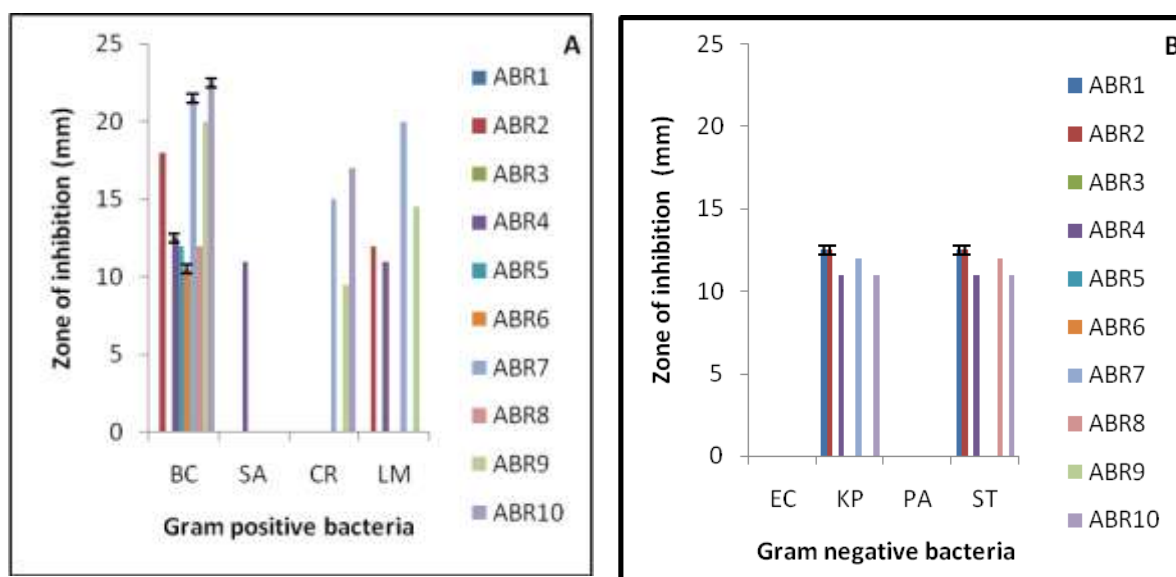 A
25
20
15
10
5
0
Zone of inhibition (mm)
BC SA CR LM
Gram positive bacteria
ABR1
ABR2
ABR3
ABR4
ABR5
ABR6
ABR7
ABR8
ABR9
ABR10
B
25
20
15
10
5
0
Zone of inhibition (mm)
EC KP PA ST
Gram negative bacteria
ABR1
ABR2
ABR3
ABR4
ABR5
ABR6
ABR7
ABR8
ABR9
ABR10